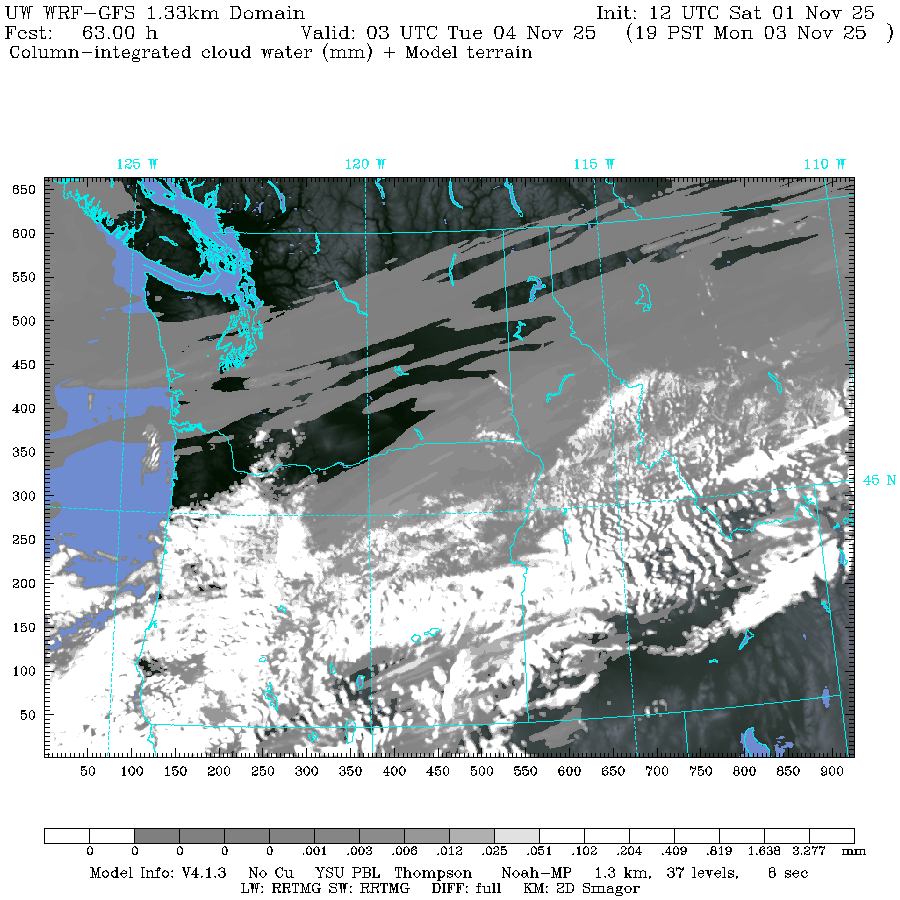 UW WRF-GFS 1.33km Domain Init: 12 UTC Sat 01 Nov 25
Fcst: 63.00 h Valid: 03 UTC Tue 04 Nov 25 (19 PST Mon 03 Nov 25 )
Column-integrated cloud water (mm) + Model terrain
125 W 120 W 115 W 110 W
650
600
550
500
450
400
350
45 N
300
250
200
150
100
50
50 100 150 200 250 300 350 400 450 500 550 600 650 700 750 800 850 900
0 0 0 0 0 .001 .003 .006 .012 .025 .051 .102 .204 .409 .819 1.638 3.277 mm
Model Info: V4.1.3 No Cu YSU PBL Thompson Noah-MP 1.3 km, 37 levels, 8 sec
LW: RRTMG SW: RRTMG DIFF: full KM: 2D Smagor